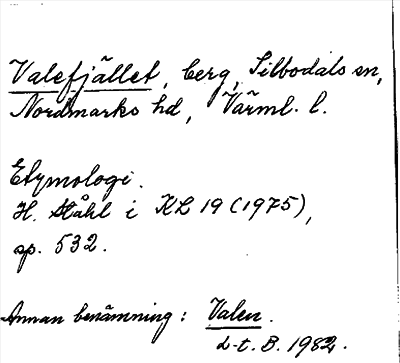 Valefjället, berg, Silbodals sn,
Nordmarks hd, Värml. l.
Etymologi.
H. Ståhl i KL 19 (1975),
sp. 532.
Annan benämning: Valen.
L-t. B. 1982.